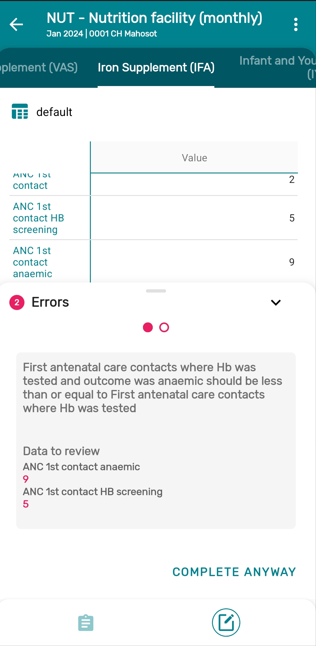 NUT - Nutrition facility (monthly)
Jan 2024 | 0001 CH Mahosot
plement (VAS)
Iron Supplement (IFA)
Infant and You
(I
default
Value
ANC 1st
contact
2
ANC 1st
contact HB
screening
5
ANC 1st
contact
anaemic
9
2
Errors
First antenatal care contacts where Hb was
tested and outcome was anaemic should be less
than or equal to First antenatal care contacts
where Hb was tested
Data to review
ANC 1st contact anaemic
9
ANC 1st contact HB screening
5
COMPLETE ANYWAY